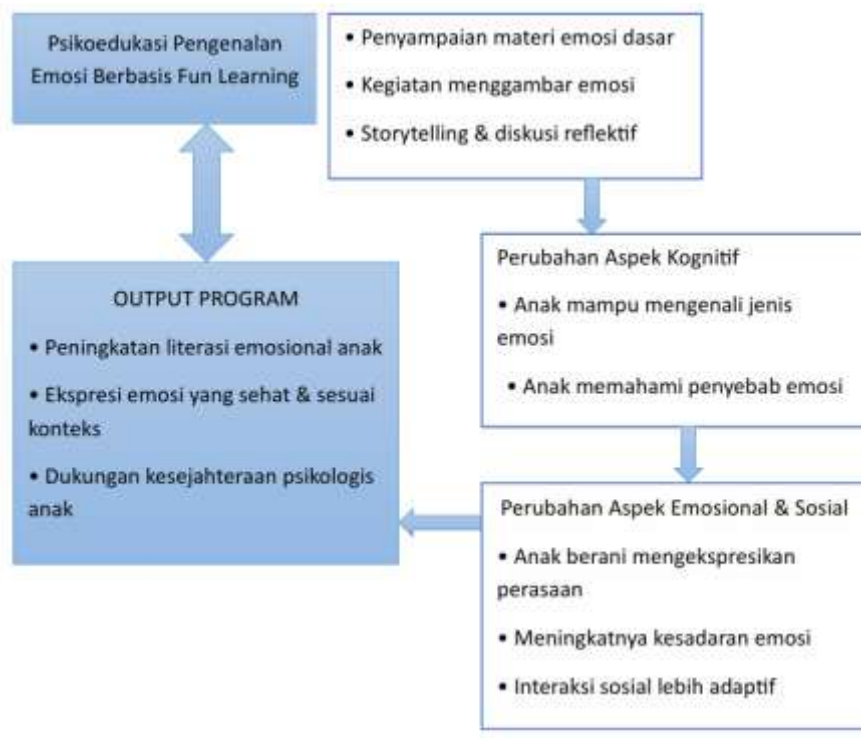 Psikoedukasi Pengenalan
Emosi Berbasis Fun Learning
• Penyampaian materi emosi dasar
• Kegiatan menggambar emosi
• Storytelling & diskusi reflektif
Perubahan Aspek Kognitif
• Anak mampu mengenali jenis
emosi
• Anak memahami penyebab emosi
Perubahan Aspek Emosional & Sosial
• Anak berani mengekspresikan
perasaan
• Meningkatnya kesadaran emosi
• Interaksi sosial lebih adaptif
OUTPUT PROGRAM
• Peningkatan literasi emosional anak
• Ekspresi emosi yang sehat & sesuai
konteks
• Dukungan kesejahteraan psikologis
anak